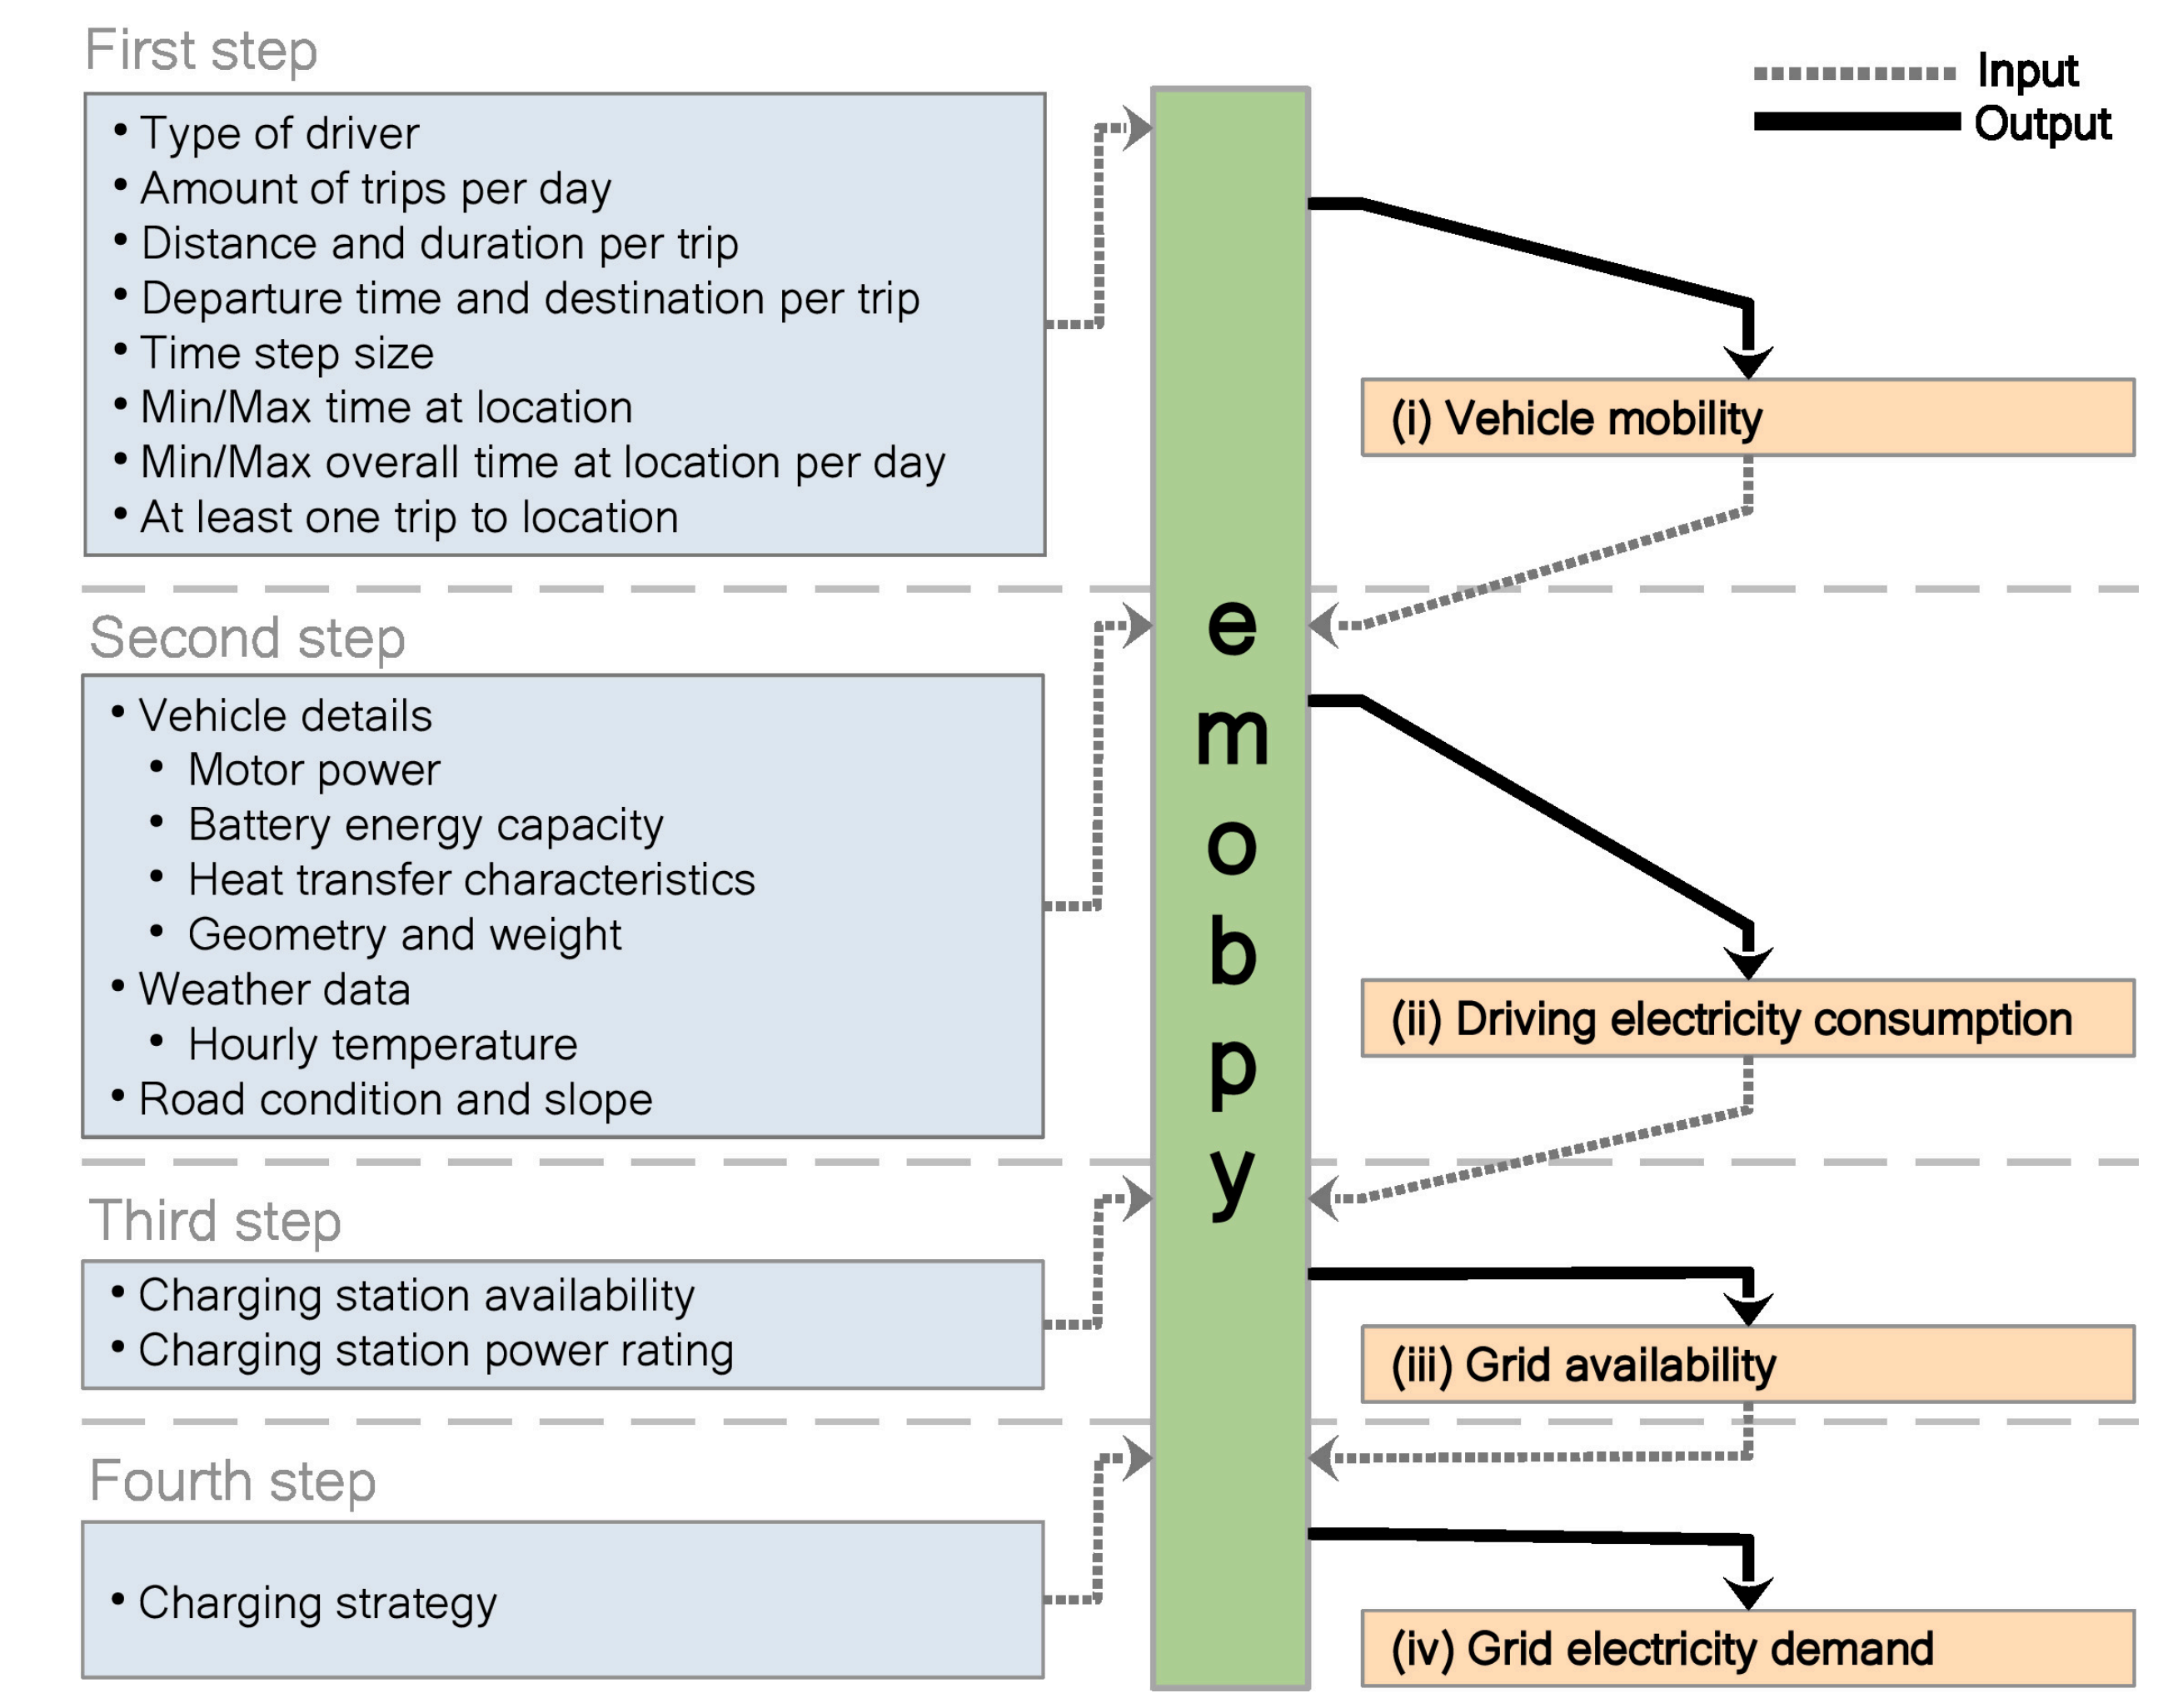 First step
Input
Output
• Type of driver
• Amount of trips per day
• Distance and duration per trip
• Departure time and destination per trip
• Time step size
• Min/Max time at location
• Min/Max overall time at location per day
• At least one trip to location
(i) Vehicle mobility
emobpy
Second step
• Vehicle details
• Motor power
• Battery energy capacity
• Heat transfer characteristics
• Geometry and weight
• Weather data
• Hourly temperature
• Road condition and slope
(ii) Driving electricity consumption
Third step
• Charging station availability
• Charging station power rating
(iii) Grid availability
Fourth step
• Charging strategy
(iv) Grid electricity demand